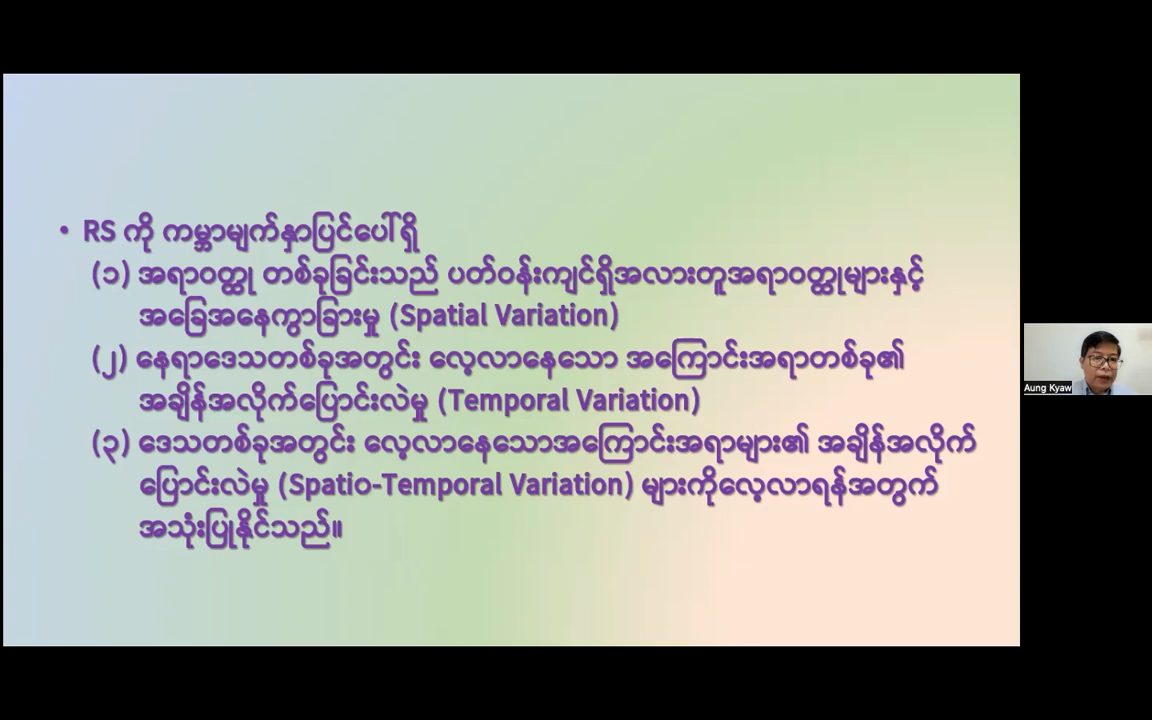 • RS ကို ကမ္ဘာမျက်နှာပြင်ပေါ်ရှိ
(၁) အရာဝတ္ထု တစ်ခုခြင်းသည် ပတ်ဝန်းကျင်ရှိအလားတူအရာဝတ္ထုများနှင့်
အခြေအနေကွာခြားမှု (Spatial Variation)
(၂) နေရာဒေသတစ်ခုအတွင်း လေ့လာနေသော အကြောင်းအရာတစ်ခု၏
အချိန်အလိုက်ပြောင်းလဲမှု (Temporal Variation)
(၃) ဒေသတစ်ခုအတွင်း လေ့လာနေသောအကြောင်းအရာများ၏ အချိန်အလိုက်
ပြောင်းလဲမှု (Spatio-Temporal Variation) များကိုလေ့လာရန်အတွက်
အသုံးပြုနိုင်သည်။
Aung Kyaw